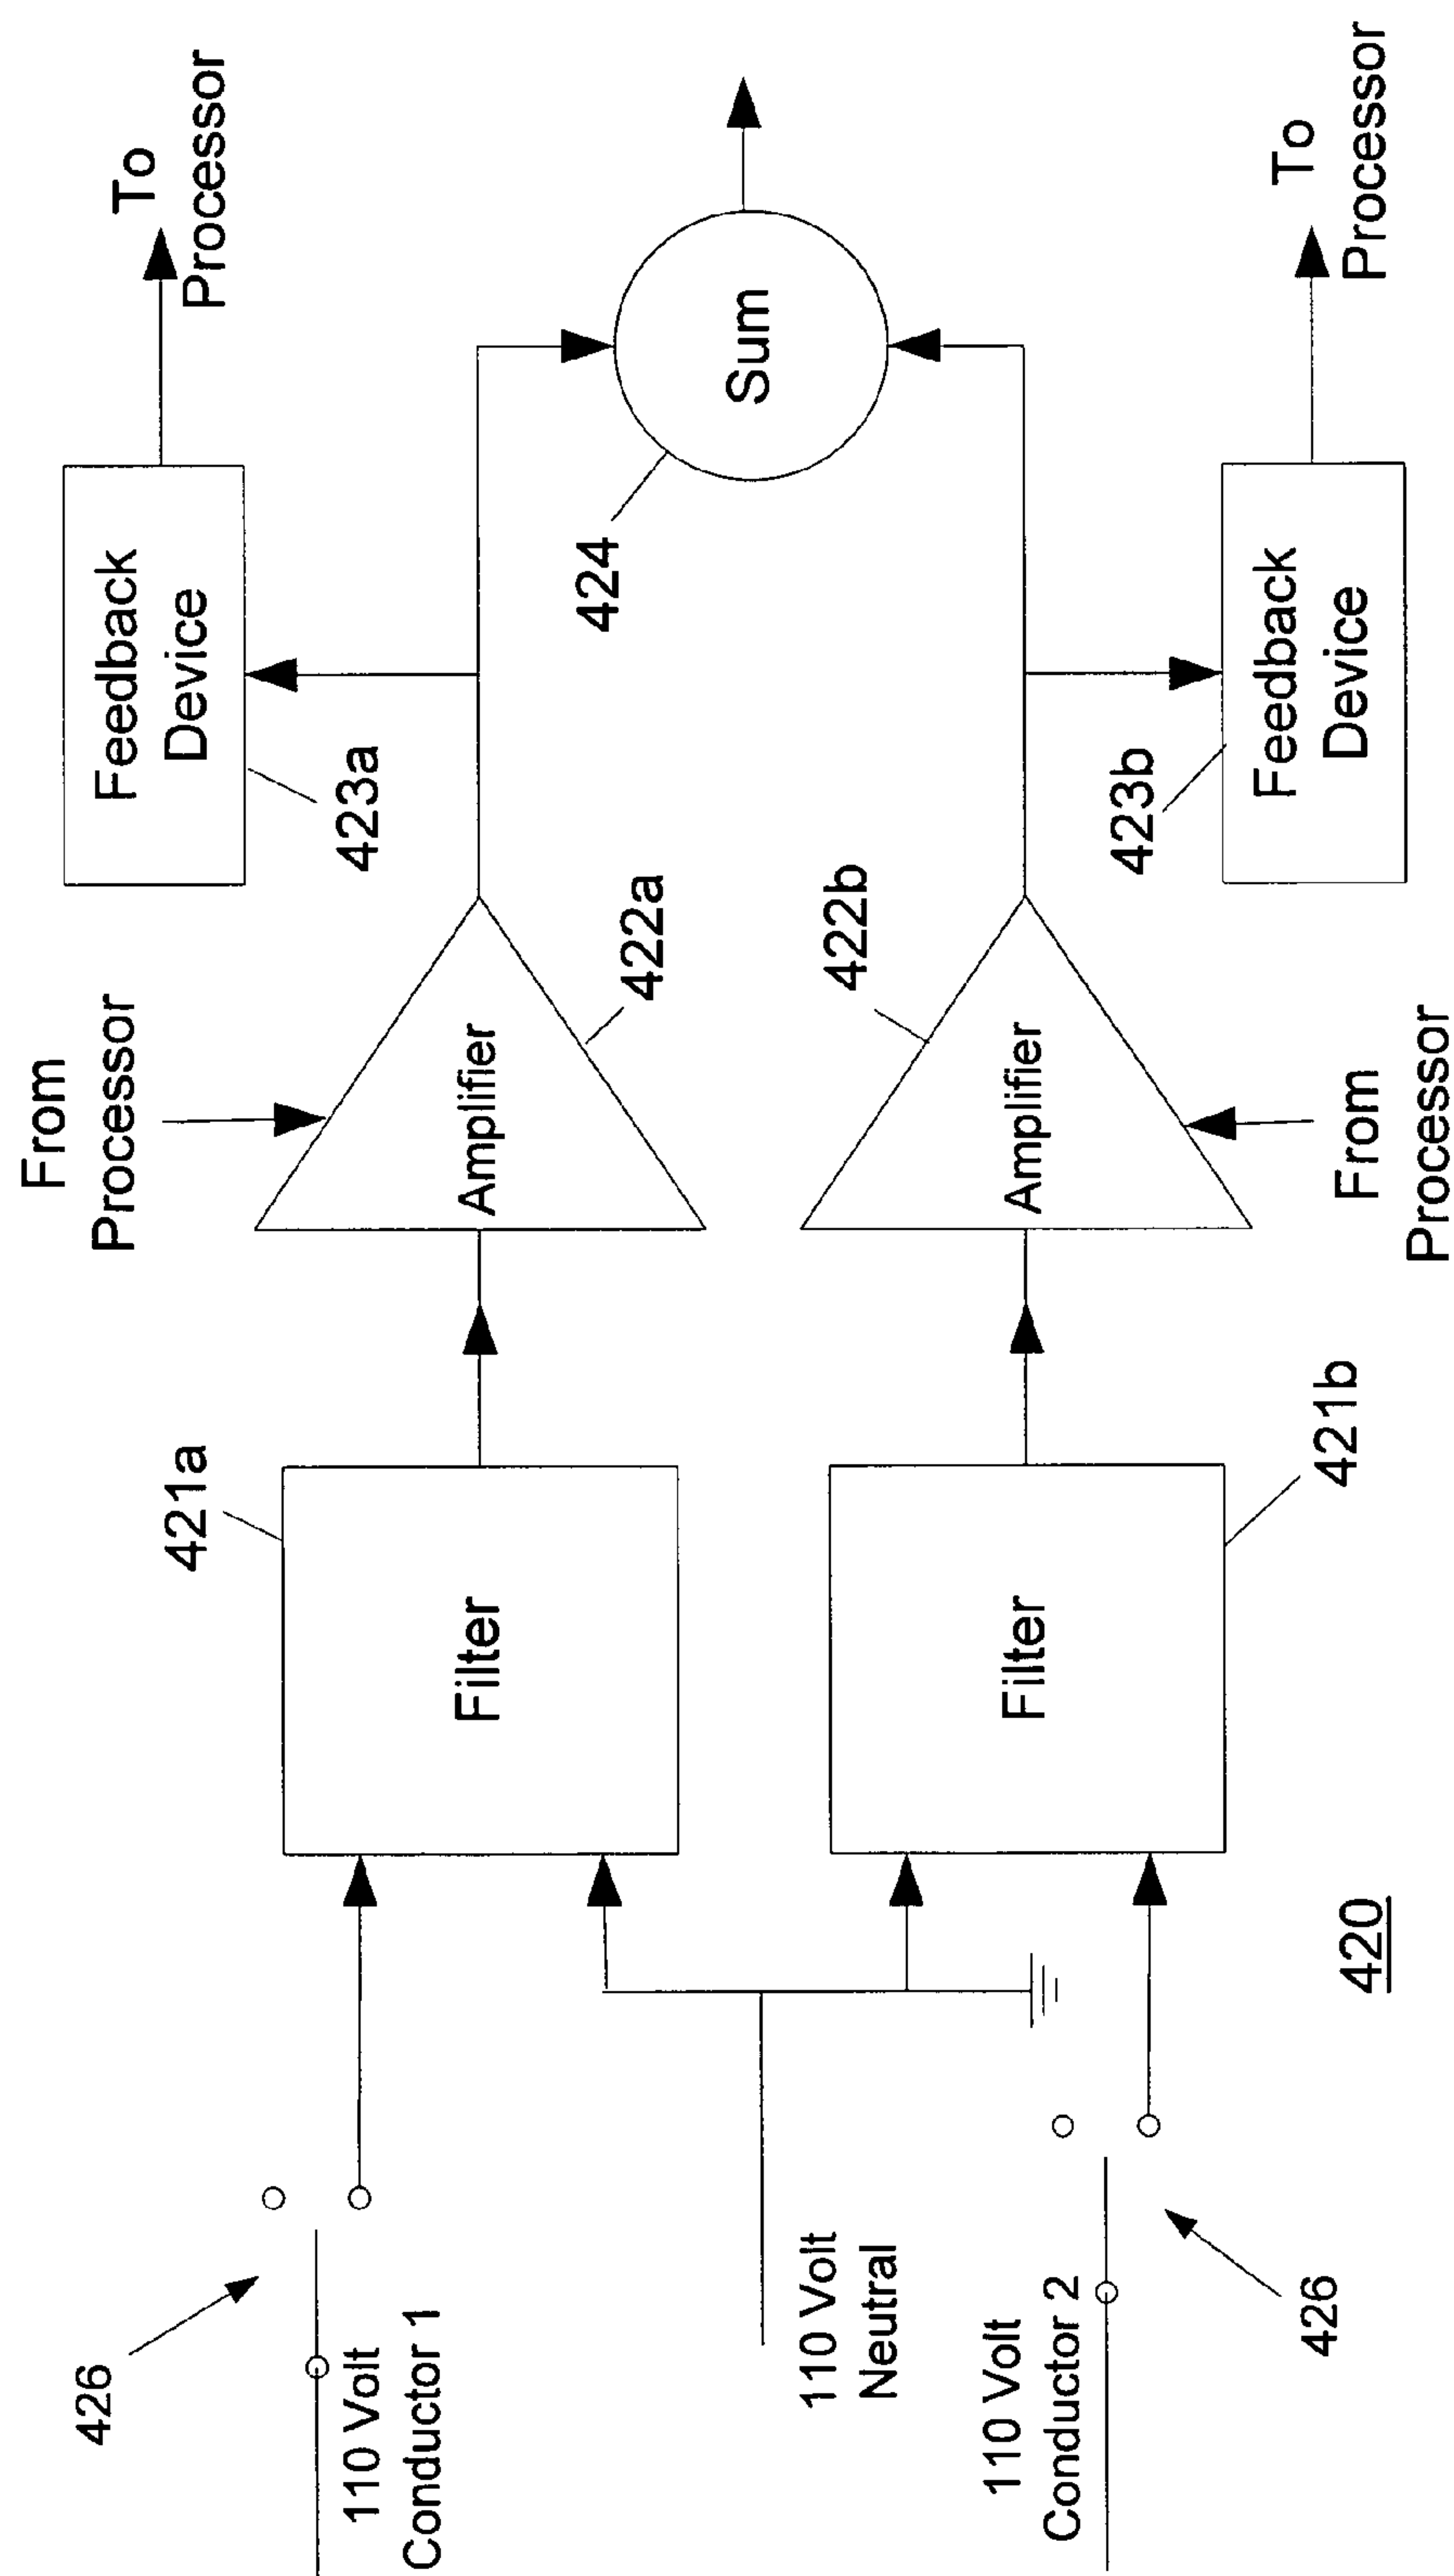 From
Processor
To
Processor
Feedback
Device
423a
426
110 Volt
Conductor 1
421a
Filter
Amplifier
422a
424
Sum
110 Volt
Neutral
110 Volt
Conductor 2
426
Filter
421b
Amplifier
422b
423b
Feedback
Device
From
Processor
To
Processor
420